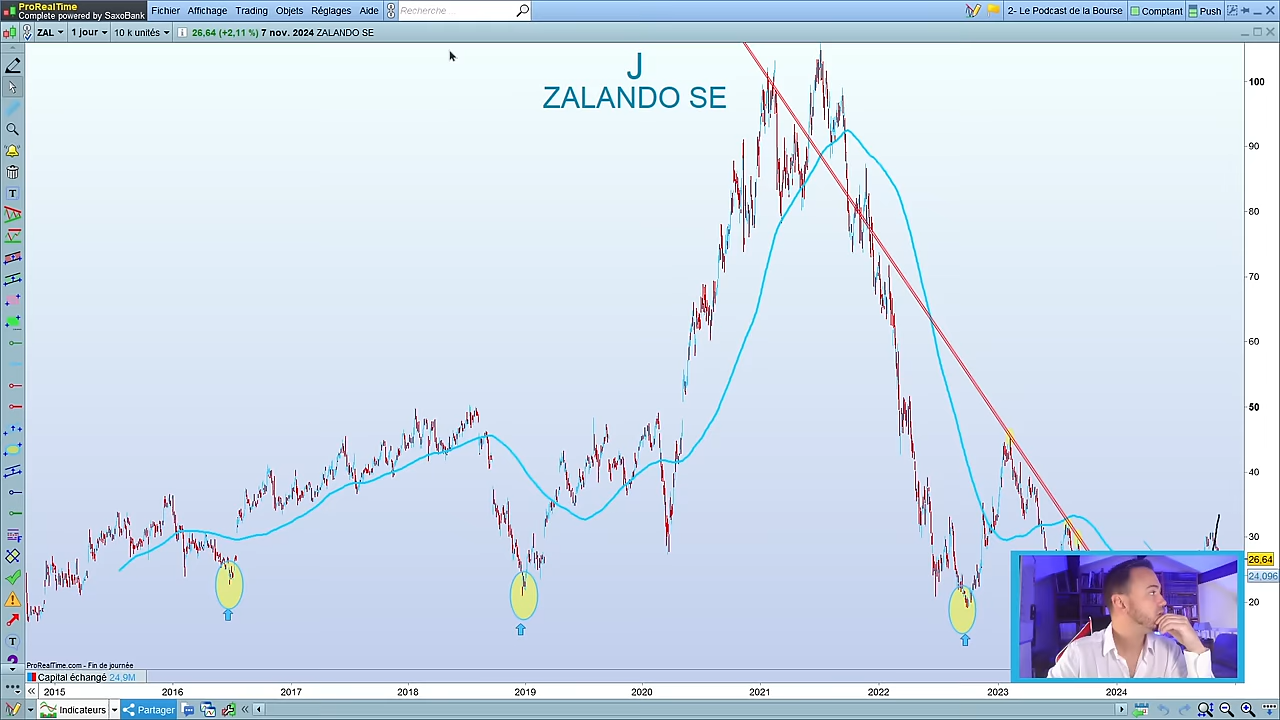 ProRealTime
Complete powered by SaxoBank
Fichier Affichage Trading Objets Réglages Aide
Recherche...
2- Le Podcast de la Bourse Comptant Push
ZAL 1 jour 10 k unités 26,64 (+2,11 %) 7 nov. 2024 ZALANDO SE
J
ZALANDO SE
100
90
80
70
60
50
40
30
26,64
24,096
20
ProRealTime.com - Fin de journée
Capital échangé 24,9M
2015 2016 2017 2018 2019 2020 2021 2022 2023 2024
Indicateurs Partager